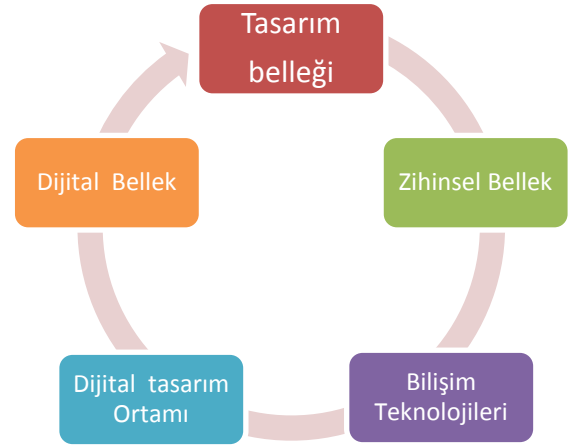 Tasarım
belleği
Zihinsel Bellek
Bilişim
Teknolojileri
Dijital tasarım
Ortamı
Dijital Bellek